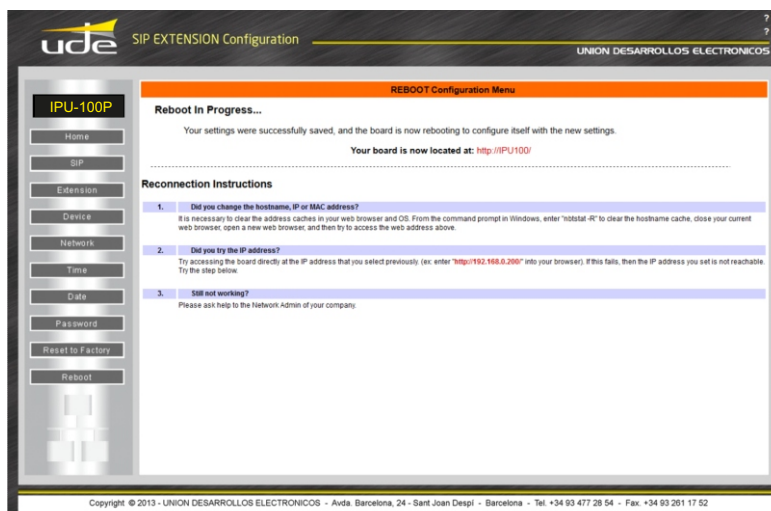 ?
?
ude
SIP EXTENSION Configuration
UNION DESARROLLOS ELECTRONICOS
IPU-100P
Home
SIP
Extension
Device
Network
Time
Date
Password
Reset to Factory
Reboot
REBOOT Configuration Menu
Reboot In Progress...
Your settings were successfully saved, and the board is now rebooting to configure itself with the new settings.
Your board is now located at: http://IPU100/
Reconnection Instructions
1. Did you change the hostname, IP or MAC address?
It is necessary to clear the address caches in your web browser and OS. From the command prompt in Windows, enter "nbtstat -R" to clear the hostname cache, close your current
web browser, open a new web browser, and then try to access the web address above.
2. Did you try the IP address?
Try accessing the board directly at the IP address that you select previously. (ex: enter "http://192.168.0.200/" into your browser). If this fails, then the IP address you set is not reachable.
Try the step below.
3. Still not working?
Please ask help to the Network Admin of your company.
Copyright © 2013 - UNION DESARROLLOS ELECTRONICOS - Avda. Barcelona, 24 - Sant Joan Despí - Barcelona - Tel. +34 93 477 28 54 - Fax. +34 93 261 17 52